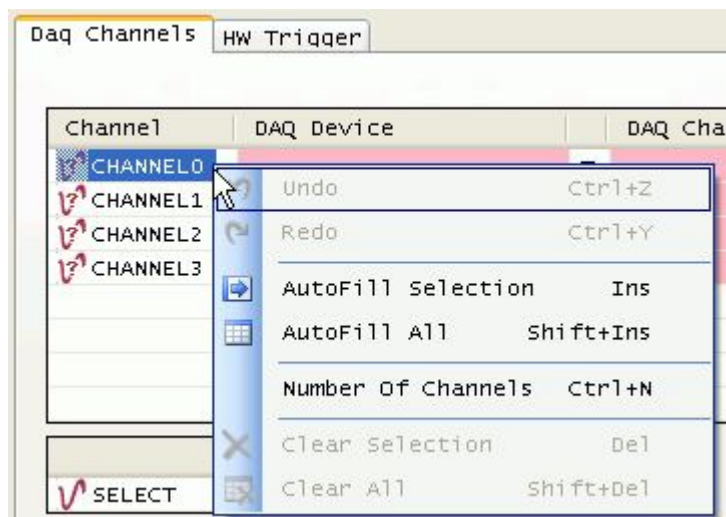 Daq Channels HW Trigger
Channel DAQ Device DAQ Cha
CHANNEL0
CHANNEL1
CHANNEL2
CHANNEL3
Undo Ctrl+Z
Redo Ctrl+Y
AutoFill Selection Ins
AutoFill All Shift+Ins
Number Of Channels Ctrl+N
Clear Selection Del
Clear All Shift+Del
SELECT